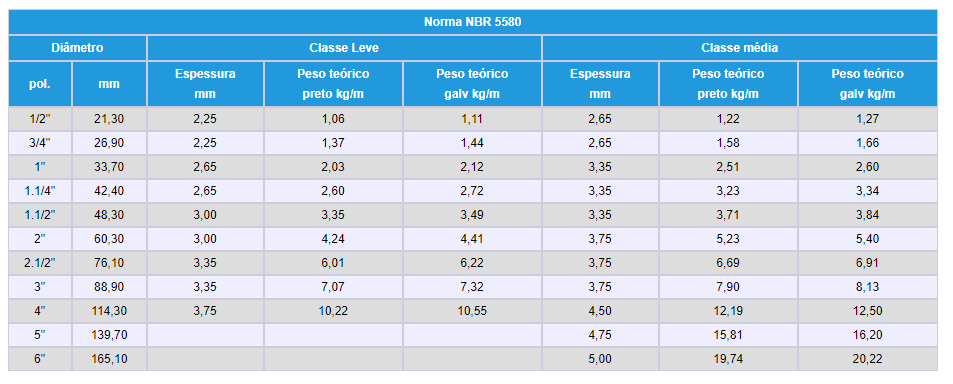 Norma NBR 5580
Diâmetro Classe Leve Classe média
pol. mm Espessura mm Peso teórico preto kg/m Peso teórico galv kg/m Espessura mm Peso teórico preto kg/m Peso teórico galv kg/m
1/2" 21,30 2,25 1,06 1,11 2,65 1,22 1,27
3/4" 26,90 2,25 1,37 1,44 2,65 1,58 1,66
1" 33,70 2,65 2,03 2,12 3,35 2,51 2,60
1.1/4" 42,40 2,65 2,60 2,72 3,35 3,23 3,34
1.1/2" 48,30 3,00 3,35 3,49 3,35 3,71 3,84
2" 60,30 3,00 4,24 4,41 3,75 5,23 5,40
2.1/2" 76,10 3,35 6,01 6,22 3,75 6,69 6,91
3" 88,90 3,35 7,07 7,32 3,75 7,90 8,13
4" 114,30 3,75 10,22 10,55 4,50 12,19 12,50
5" 139,70 4,75 15,81 16,20
6" 165,10 5,00 19,74 20,22